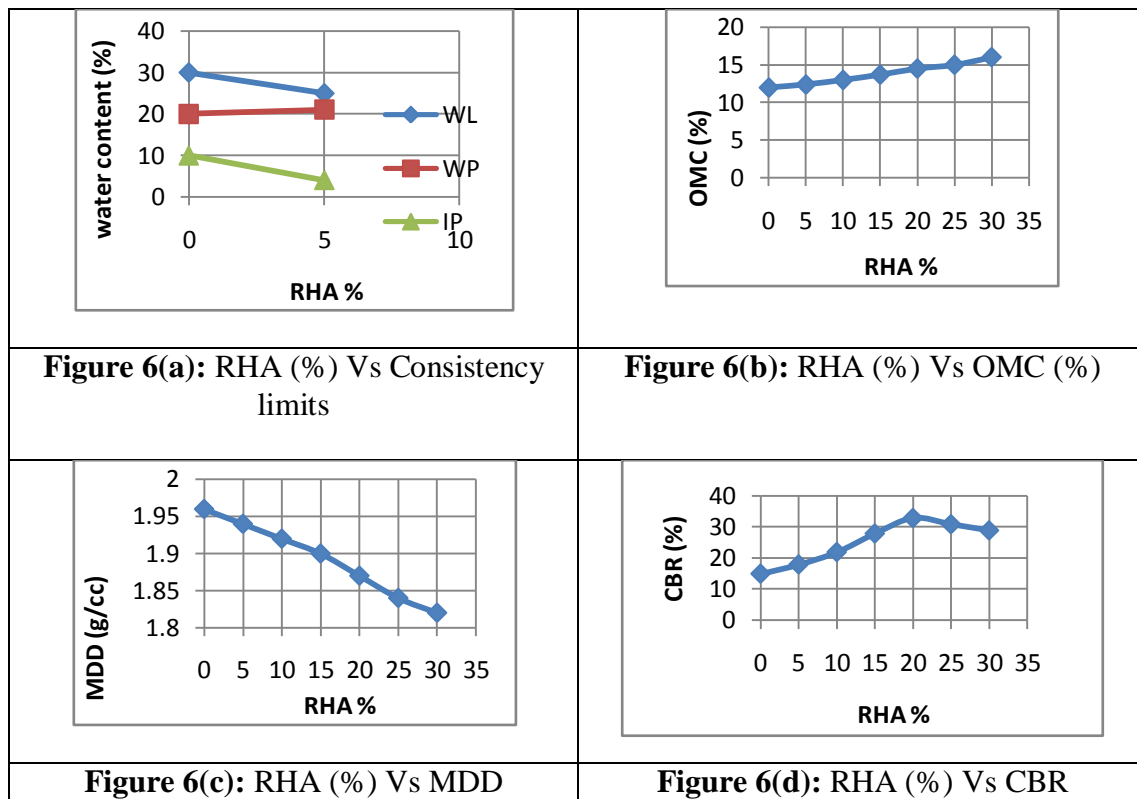 40
30
20
10
0
water content (%)
0 5 10
RHA %
WL
WP
IP
Figure 6(a): RHA (%) Vs Consistency
limits
20
15
10
5
0
OMC (%)
0 5 10 15 20 25 30 35
RHA %
Figure 6(b): RHA (%) Vs OMC (%)
2
1.95
1.9
1.85
1.8
MDD (g/cc)
0 5 10 15 20 25 30 35
RHA %
Figure 6(c): RHA (%) Vs MDD
40
30
20
10
0
CBR (%)
0 5 10 15 20 25 30 35
RHA %
Figure 6(d): RHA (%) Vs CBR